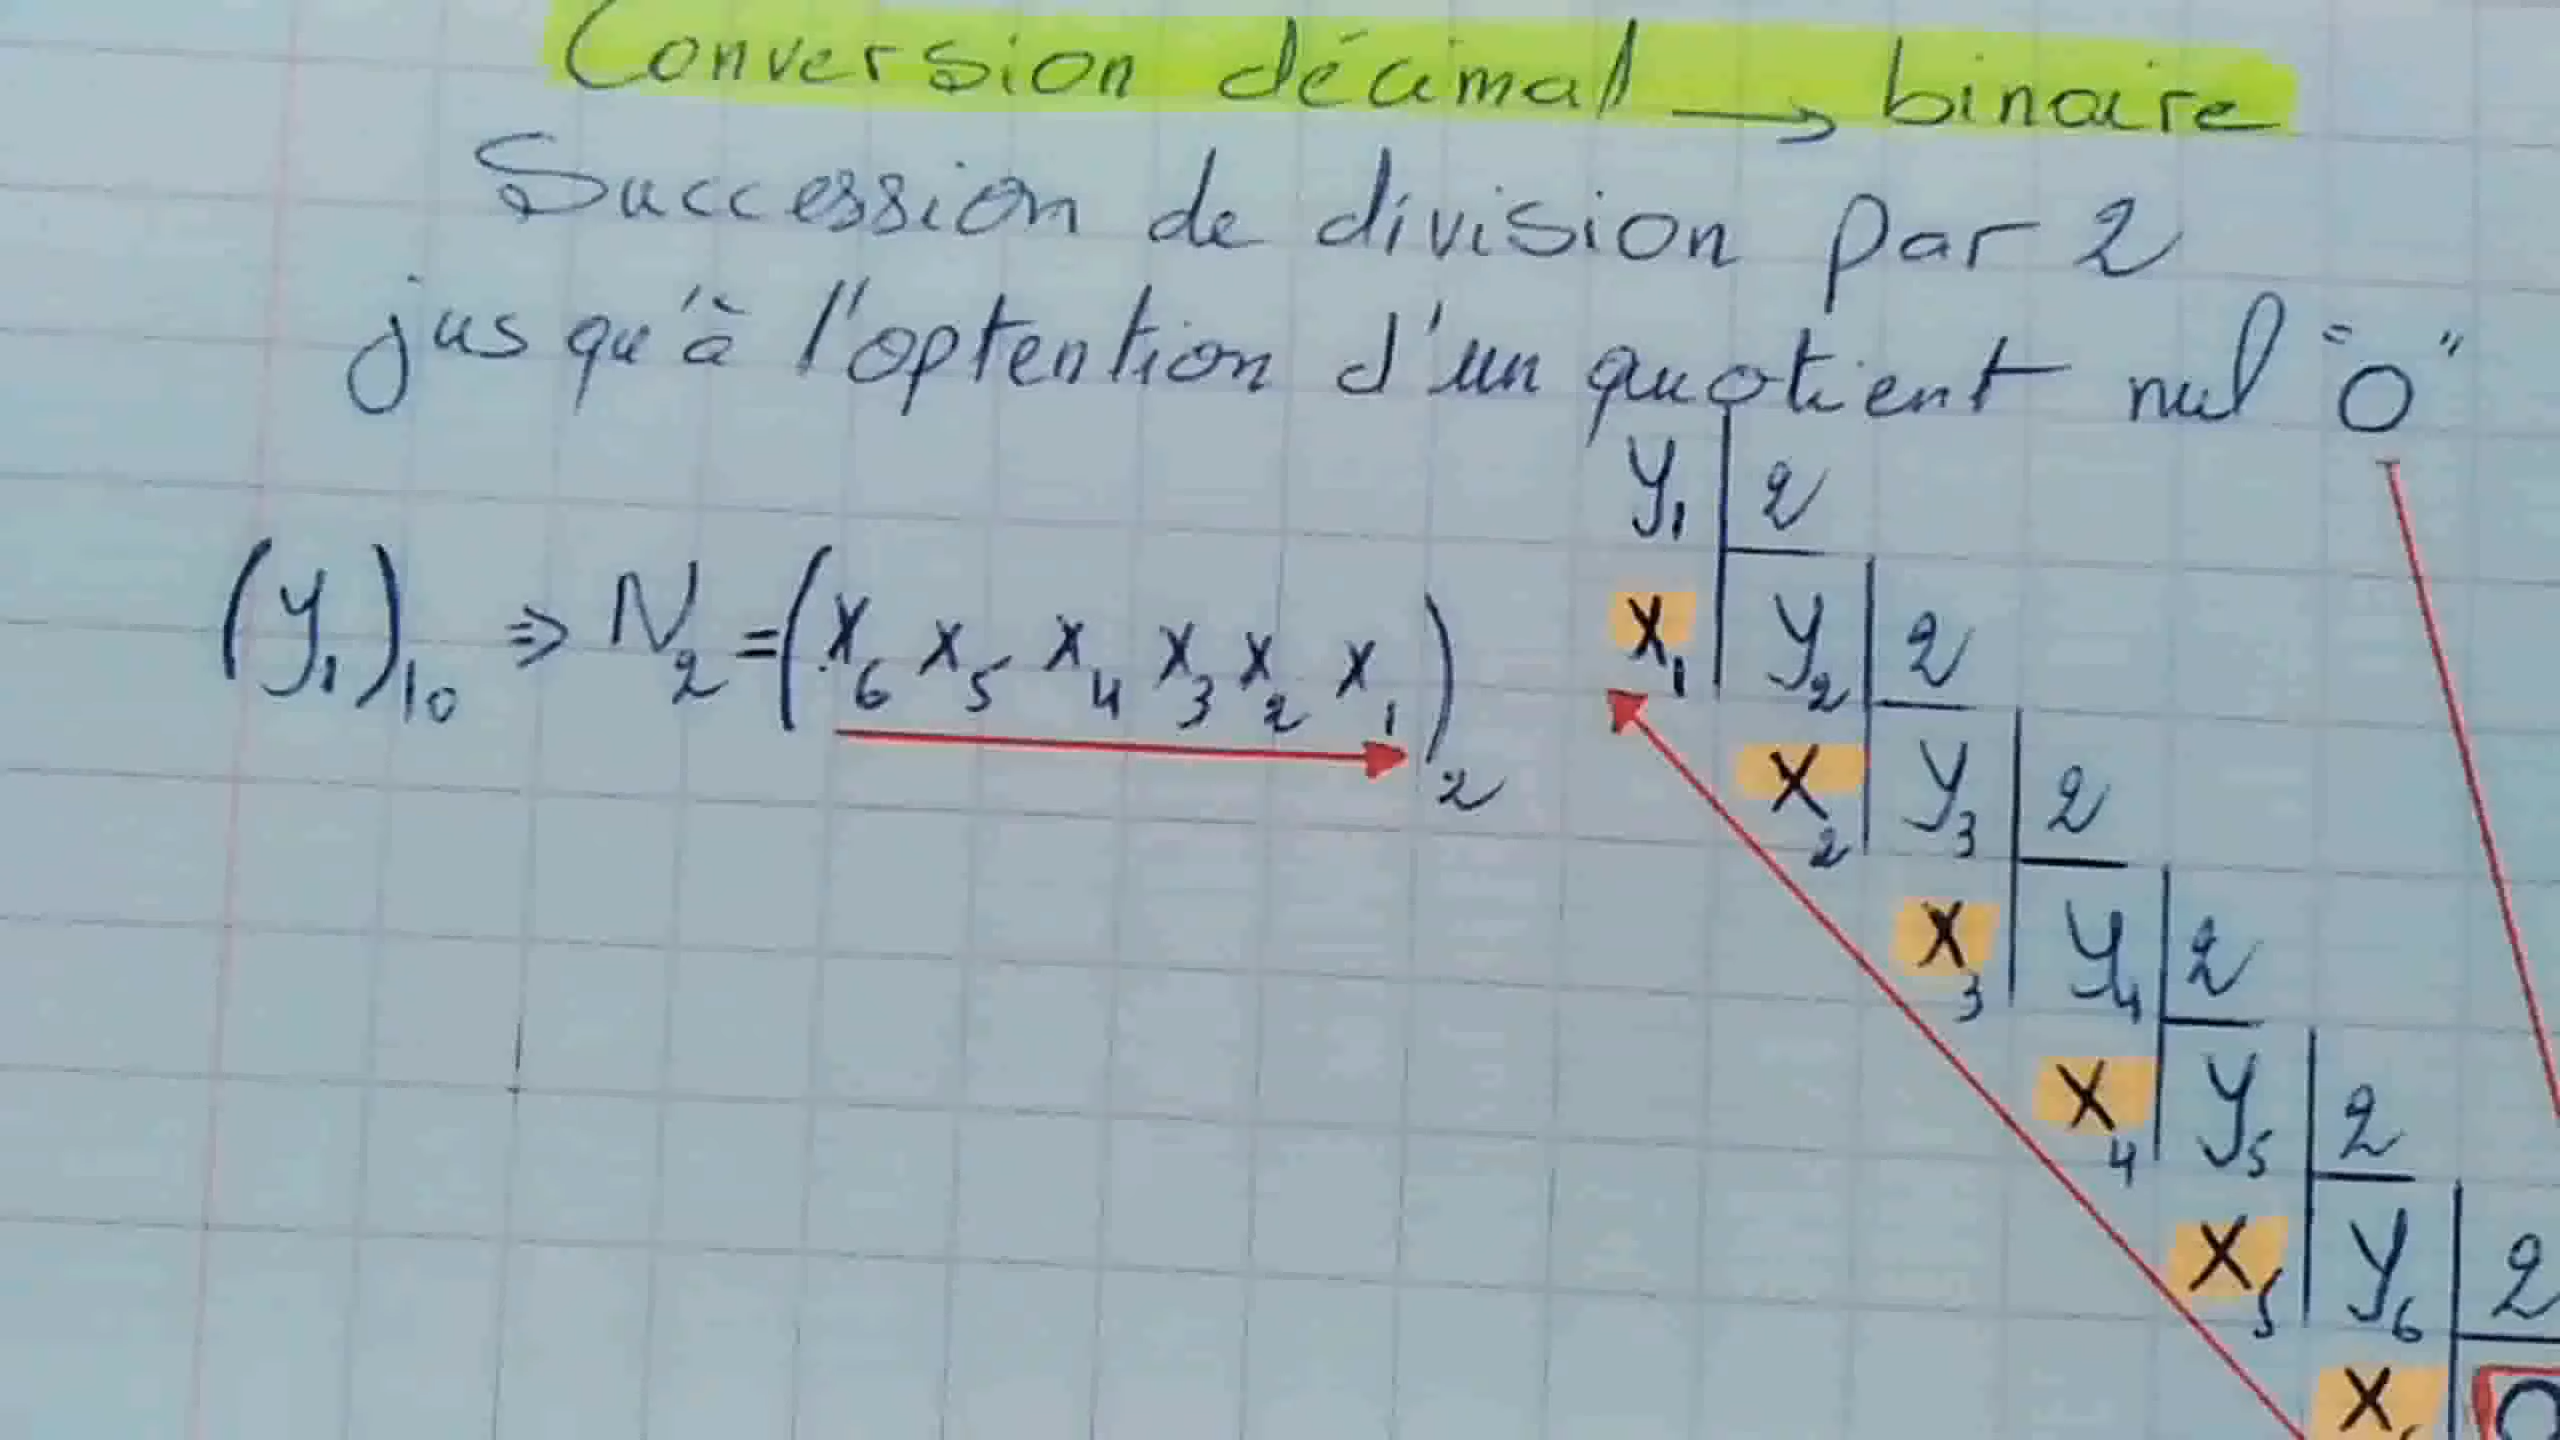 Conversion décimal → binaire
Succession de division par 2
jusqu'à l'optention d'un quotient nul "0"
y₁ 2
(y₁)₁₀ ⇒ N₂ = (x₆ x₅ x₄ x₃ x₂ x₁)₂
x₁ y₂ 2
x₂ y₃ 2
x₃ y₄ 2
x₄ y₅ 2
x₅ y₆ 2
x₆ 0